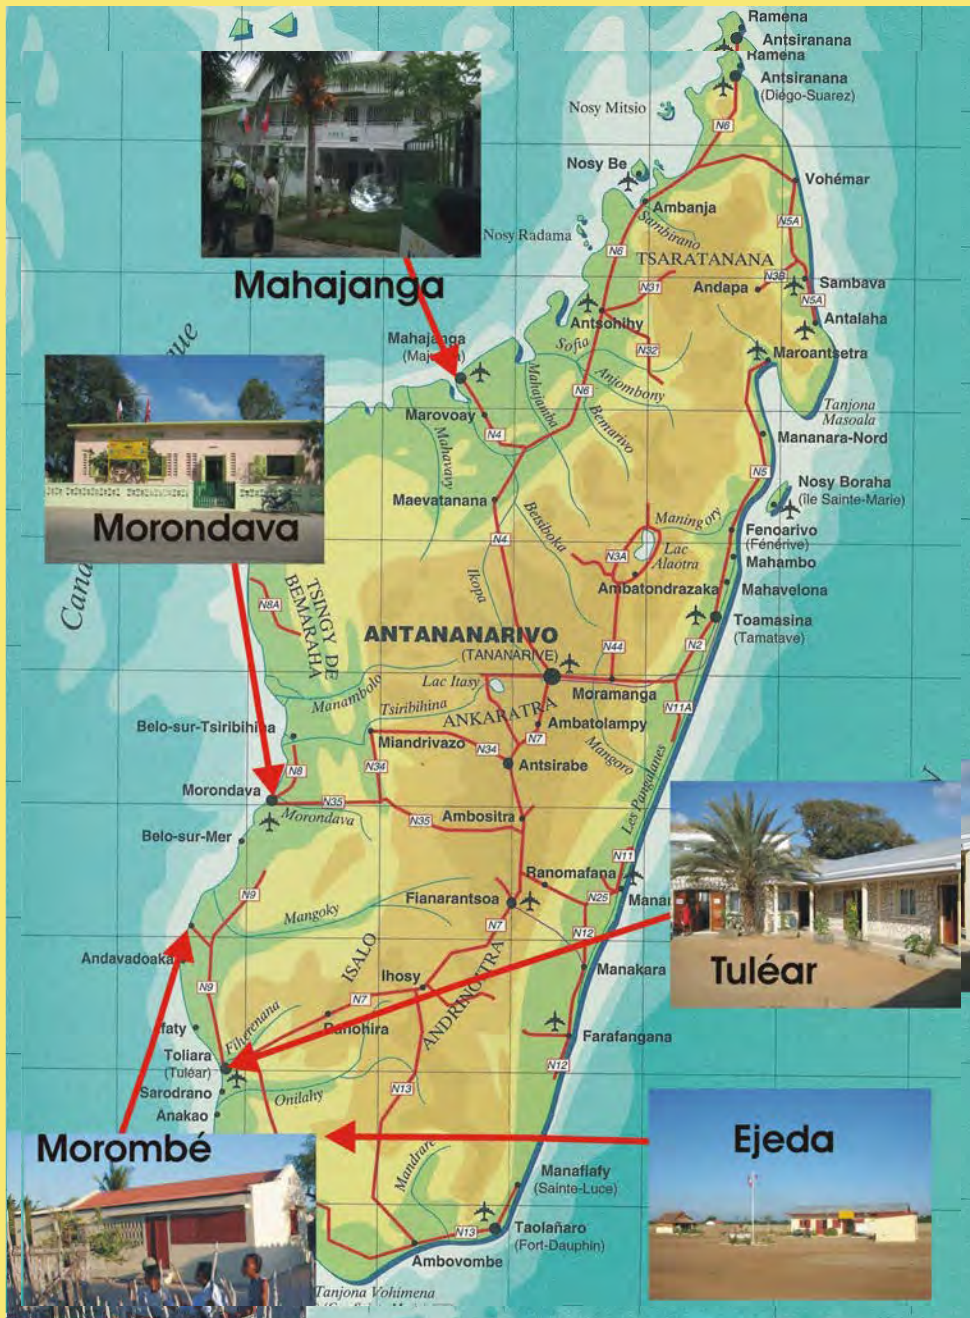 Ramena
Antsiranana
Ramena
Antsiranana
(Diégo-Suarez)
Nosy Mitsio
N6
Nosy Be
Vohémar
Ambanja
Sambirano
N5A
Nosy Radama
N6
TSARATANANA
Mahajanga
N31
Andapa
N3B
Sambava
N5A
Antsohihy
Antalaha
Mahajanga
Sofia
N32
Maroantsetra
Anjombony
Mahajamba
N6
Marovoay
Bemarivo
Tanjona
Masoala
N4
Mahavavy
Mananara-Nord
N5
Nosy Boraha
(île Sainte-Marie)
Maevatanana
Betsiboka
Maningory
Morondava
Fenoarivo
(Fénérive)
N4
N3A
Lac
Alaotra
Mahambo
Ikopa
Ambatondrazaka
Mahavelona
N8A
TSINGY DE
BEMARAHA
Toamasina
(Tamatave)
ANTANANARIVO
(TANANARIVE)
N44
N2
Lac Itasy
Moramanga
Manambolo
N11A
Tsiribihina
ANKARATRA
Ambatolampy
Belo-sur-Tsiribihina
Miandrivazo
N34
N7
Mangoro
N8
N34
Antsirabe
Morondava
N35
Les Pangalanes
Morondava
N35
Ambositra
Belo-sur-Mer
N11
Ranomafana
N9
Fianarantsoa
N25
Mangoky
N7
N12
Andavadoaka
ISALO
Tuléar
Manakara
Ihosy
N9
N7
ANDRINGITRA
Fiherenana
Farafangana
Toliara
(Tuléar)
N12
Sarodrano
Onilahy
N13
Anakao
Morombé
Ejeda
Mandrare
Manafiafy
(Sainte-Luce)
N13
Taolañaro
(Fort-Dauphin)
Ambovombe
Tanjona Vohimena